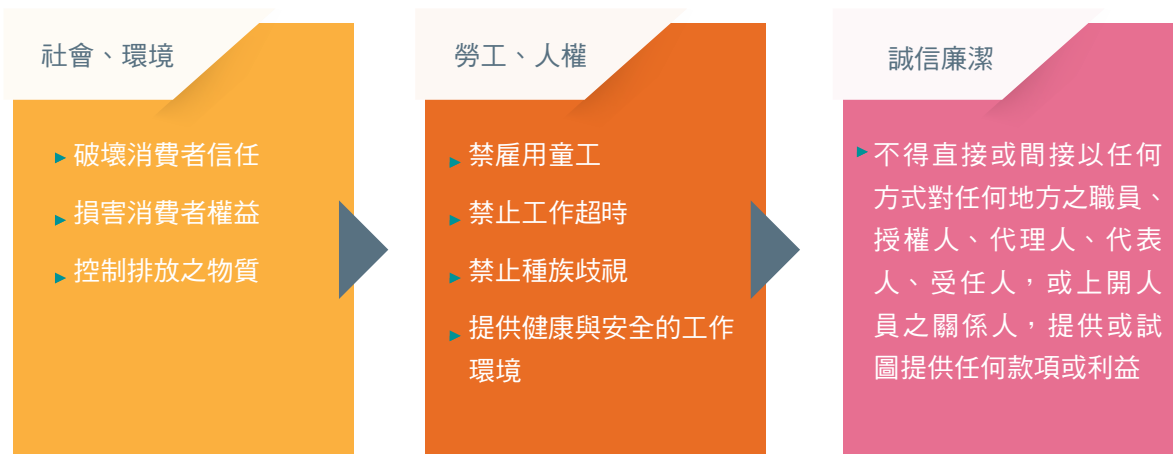 社會、環境
破壞消費者信任
損害消費者權益
控制排放之物質
勞工、人權
禁雇用童工
禁止工作超時
禁止種族歧視
提供健康與安全的工作
環境
誠信廉潔
不得直接或間接以任何
方式對任何地方之職員、
授權人、代理人、代表
人、受任人，或上開人
員之關係人，提供或試
圖提供任何款項或利益